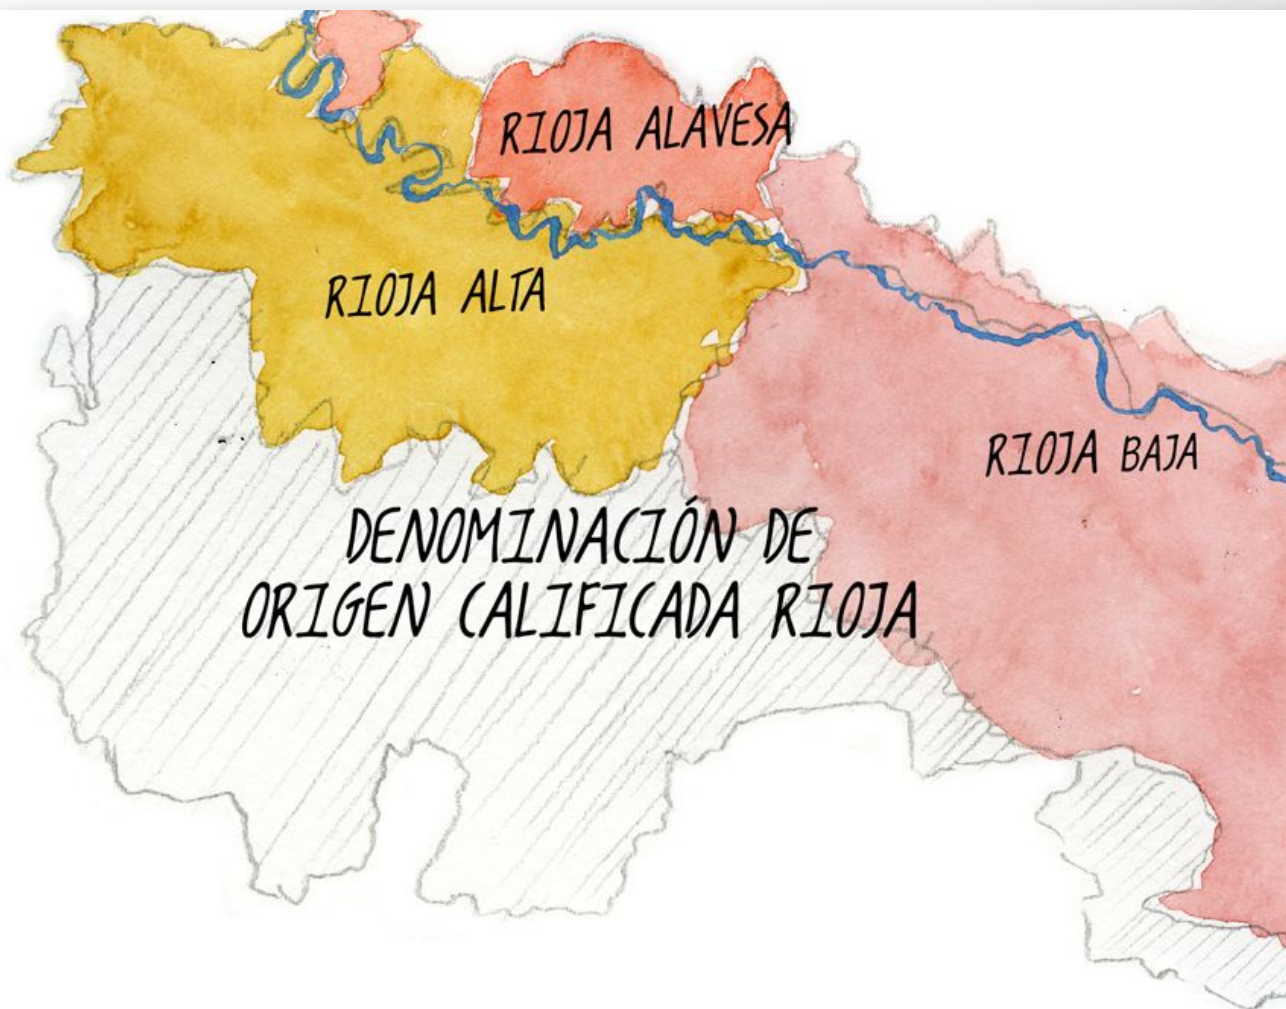 RIOJA ALAVESA
RIOJA ALTA
RIOJA BAJA
DENOMINACIÓN DE
ORIGEN CALIFICADA RIOJA